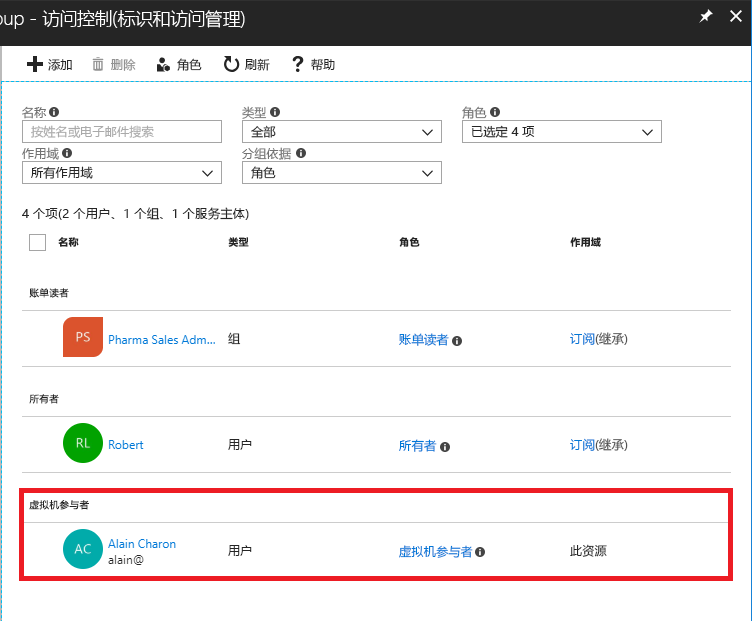 oup - 访问控制(标识和访问管理)
添加 删除 角色 刷新 帮助
名称 类型 角色
按姓名或电子邮件搜索 全部 已选定 4 项
作用域 分组依据
所有作用域 角色
4 个项(2 个用户、1 个组、1 个服务主体)
名称 类型 角色 作用域
账单读者
PS Pharma Sales Adm... 组 账单读者 订阅(继承)
所有者
RL Robert 用户 所有者 订阅(继承)
虚拟机参与者
AC Alain Charon 用户 虚拟机参与者 此资源
alain@